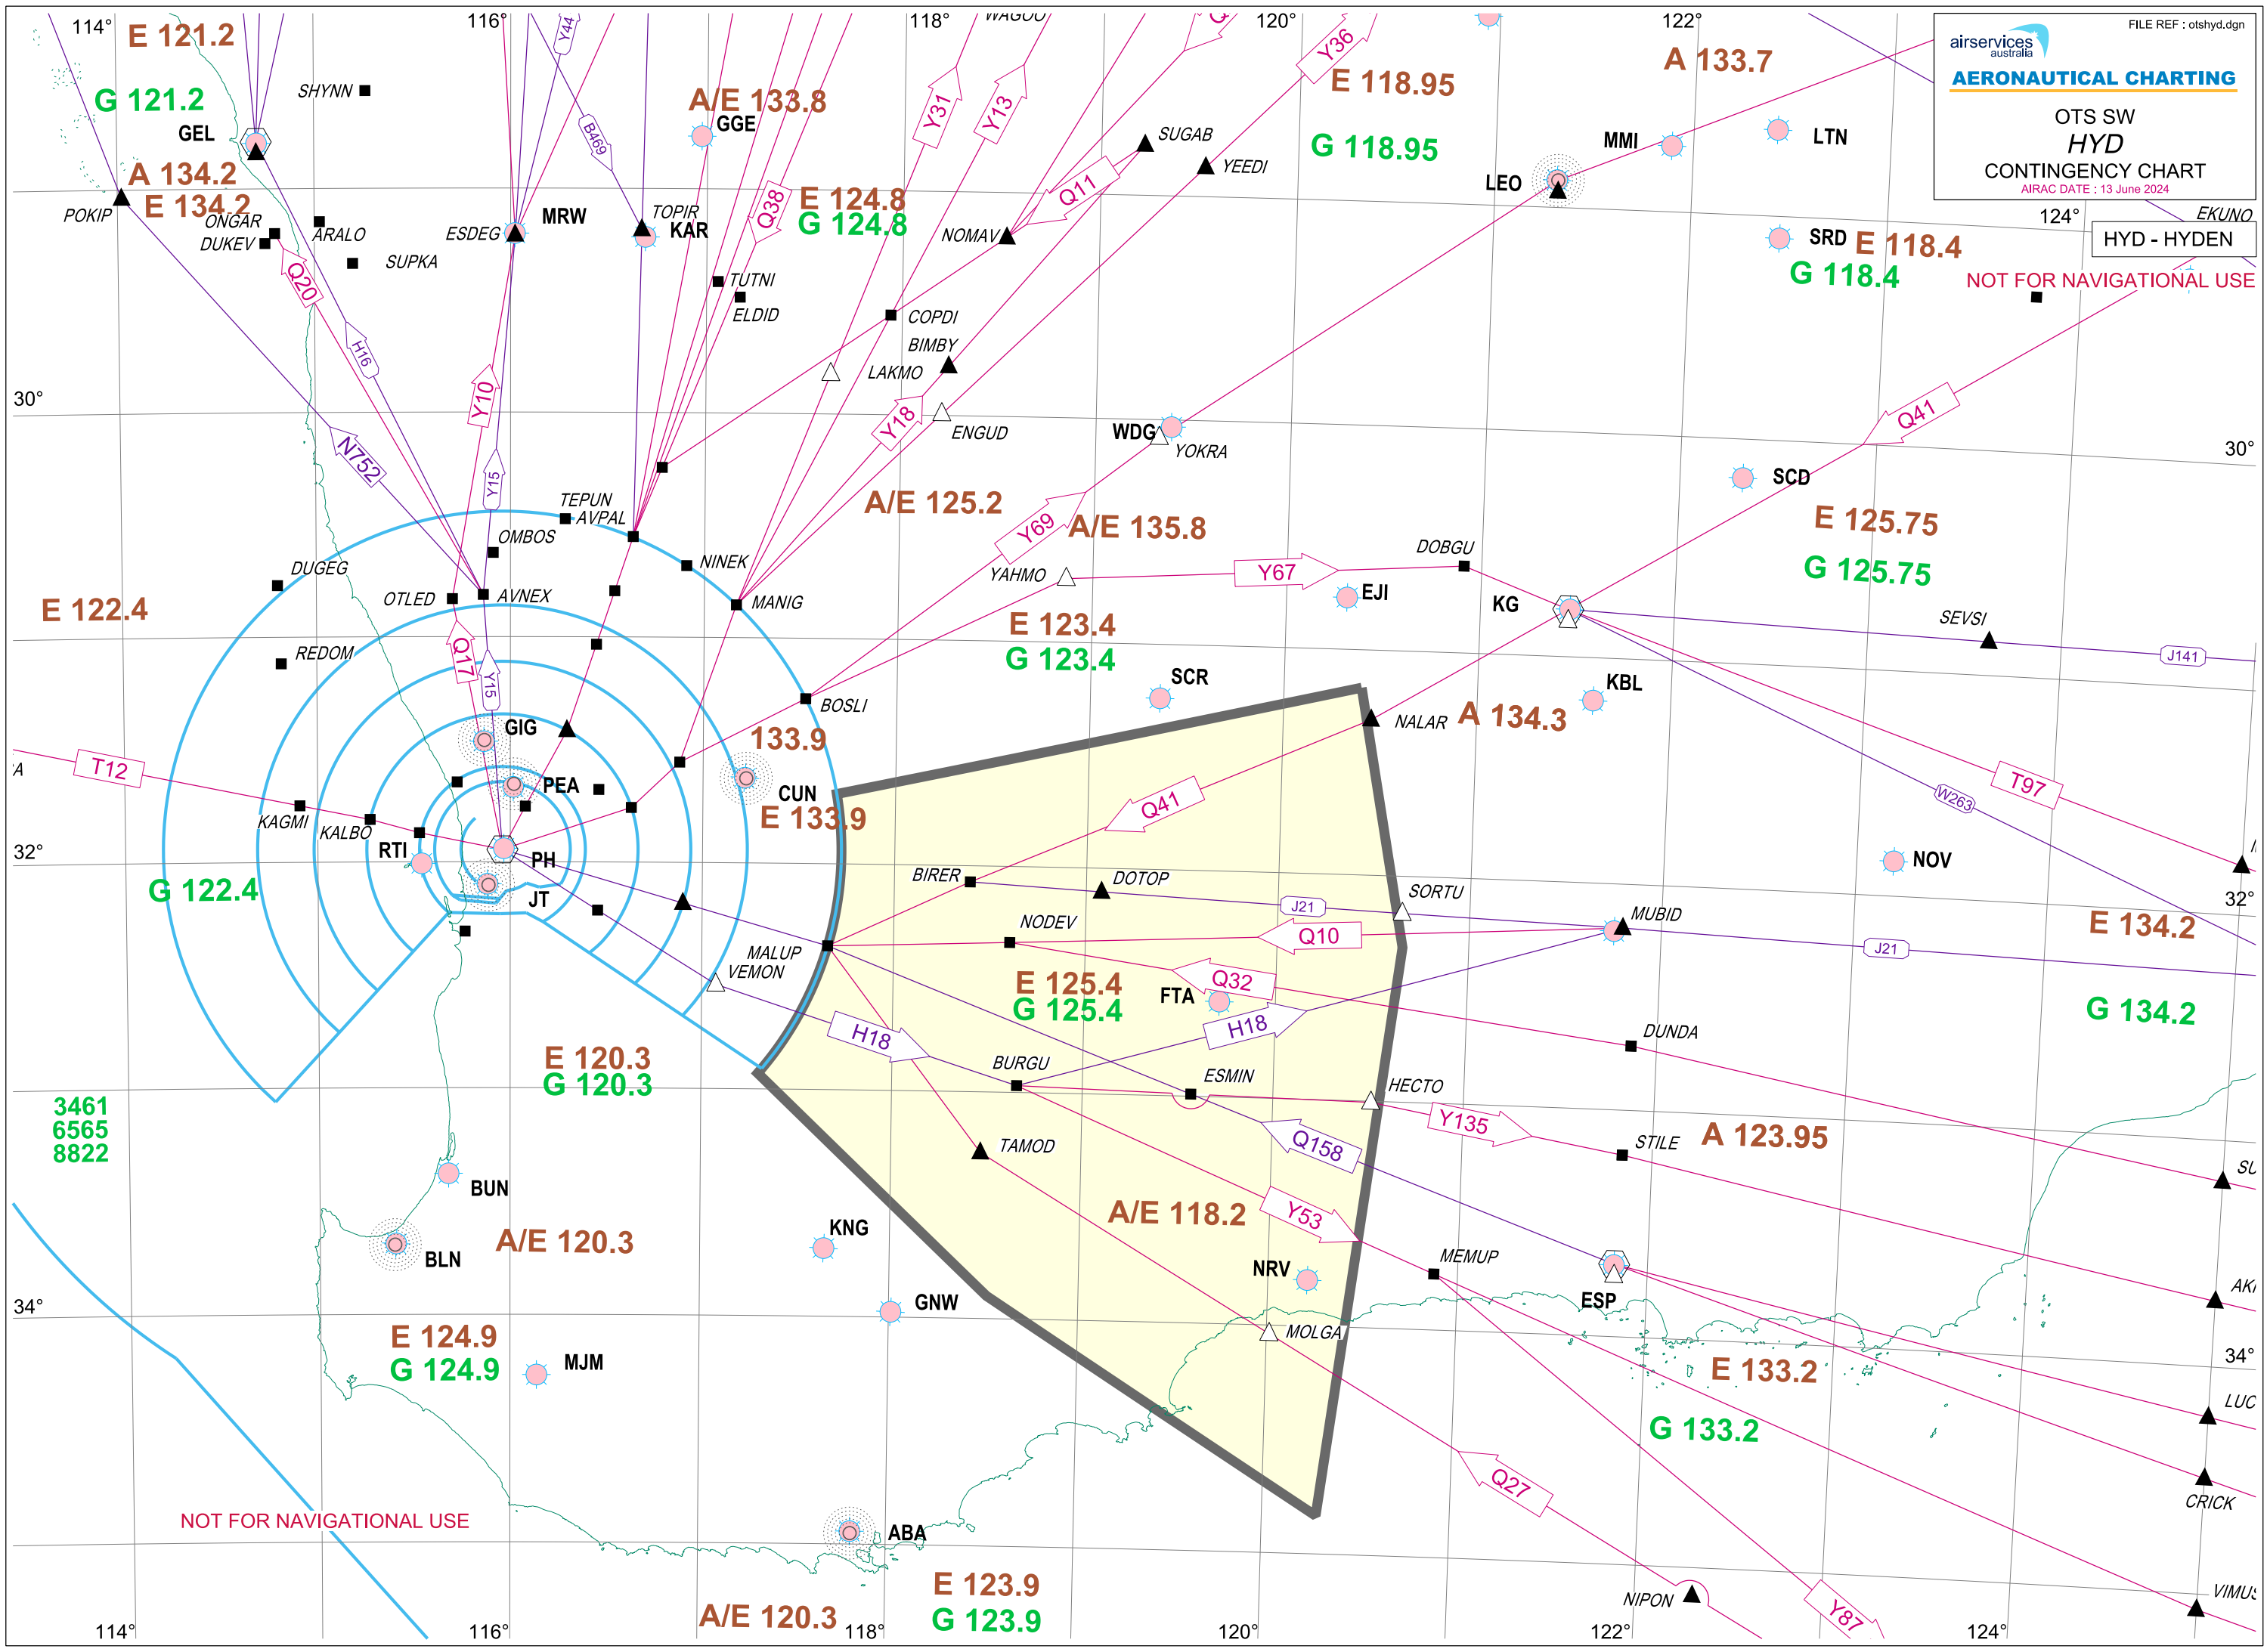 114°
116°
118°
120°
122°
WAGOO
FILE REF : otshyd.dgn
airservices
australia
AERONAUTICAL CHARTING
OTS SW
HYD
CONTINGENCY CHART
AIRAC DATE : 13 June 2024
124°
EKUNO
HYD - HYDEN
NOT FOR NAVIGATIONAL USE
E 121.2
Y44
Y36
E 118.95
A 133.7
G 121.2
SHYNN
A/E 133.8
GGE
Y31
Y13
GEL
B469
SUGAB
G 118.95
MMI
LTN
A 134.2
E 134.2
POKIP
ONGAR
DUKEV
ARALO
SUPKA
ESDEG
MRW
TOPIR
KAR
Q38
E 124.8
G 124.8
Q11
YEEDI
NOMAV
LEO
SRD
E 118.4
G 118.4
Q20
TUTNI
ELDID
COPDI
H16
BIMBY
LAKMO
30°
Y10
Y18
ENGUD
WDG
YOKRA
Q41
30°
N752
Y15
SCD
TEPUN
AVPAL
A/E 125.2
Y69
A/E 135.8
E 125.75
OMBOS
NINEK
DOBGU
DUGEG
YAHMO
Y67
G 125.75
E 122.4
OTLED
AVNEX
MANIG
EJI
KG
SEVSI
E 123.4
G 123.4
J141
REDOM
Q17
Y15
SCR
KBL
BOSLI
NALAR
A 134.3
GIG
133.9
A
T12
PEA
CUN
E 133.9
Q41
T97
W263
KAGMI
KALBO
32°
RTI
PH
JT
NOV
G 122.4
BIRER
DOTOP
SORTU
J21
MUBID
32°
E 134.2
MALUP
VEMON
NODEV
Q10
J21
E 125.4
G 125.4
FTA
Q32
G 134.2
H18
H18
DUNDA
E 120.3
G 120.3
BURGU
ESMIN
HECTO
3461
6565
8822
Y135
A 123.95
Q158
STILE
TAMOD
SU
BUN
A/E 118.2
Y53
A/E 120.3
KNG
BLN
NRV
MEMUP
AKI
34°
GNW
ESP
E 124.9
G 124.9
MJM
MOLGA
E 133.2
34°
G 133.2
LUC
Q27
CRICK
NOT FOR NAVIGATIONAL USE
ABA
E 123.9
A/E 120.3
G 123.9
NIPON
Y87
VIMUS
114°
116°
118°
120°
122°
124°